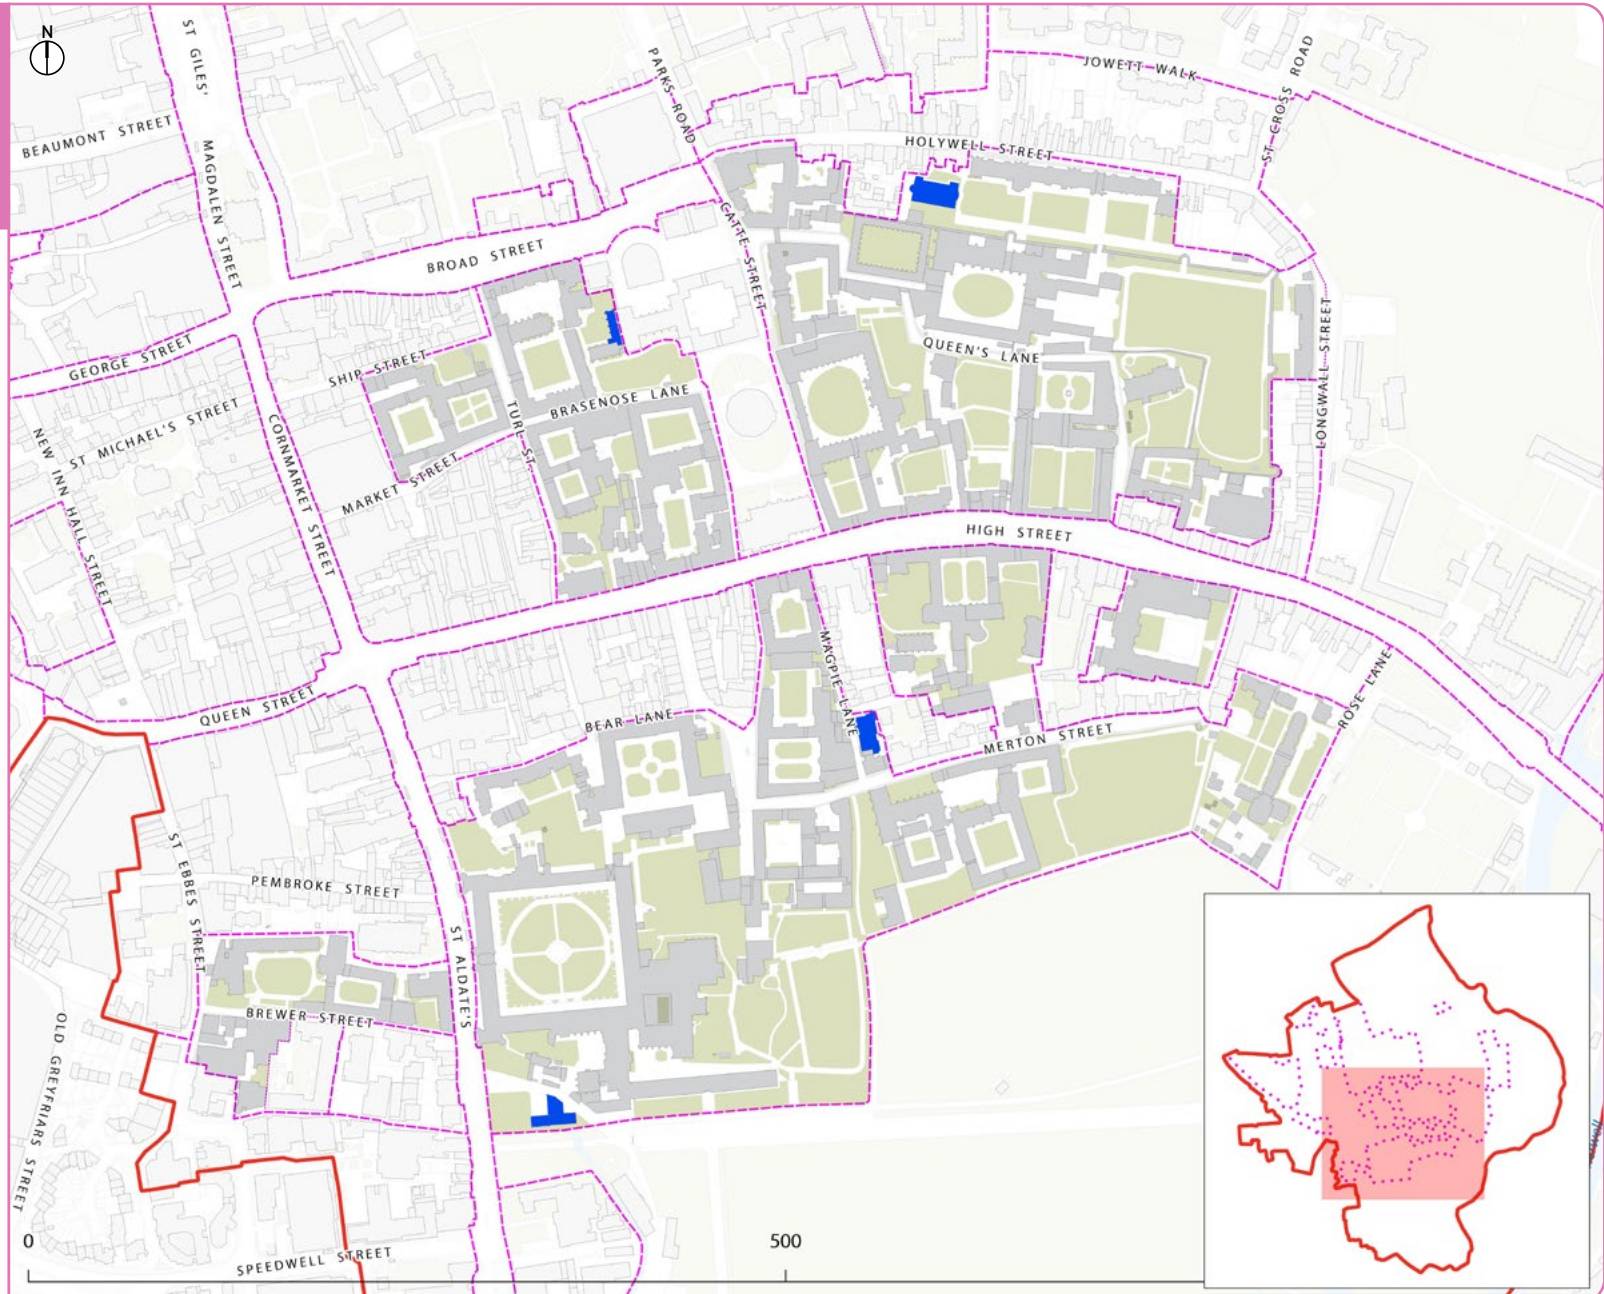 N
ST GILES'
PARKS ROAD
JOWETT WALK
ST CROSS ROAD
BEAUMONT STREET
MAGDALEN STREET
HOLYWELL STREET
CATTE STREET
BROAD STREET
LONGWALL STREET
GEORGE STREET
SHIP STREET
QUEEN'S LANE
ST MICHAEL'S STREET
TURL ST
BRASENOSE LANE
CORNMARKET STREET
NEW INN HALL STREET
MARKET STREET
HIGH STREET
MAGPIE LANE
ROSE LANE
QUEEN STREET
BEAR LANE
MERTON STREET
ST EBBES STREET
PEMBROKE STREET
ST ALDATE'S
BREWER STREET
OLD GREYFRIARS STREET
SPEEDWELL STREET
0
500